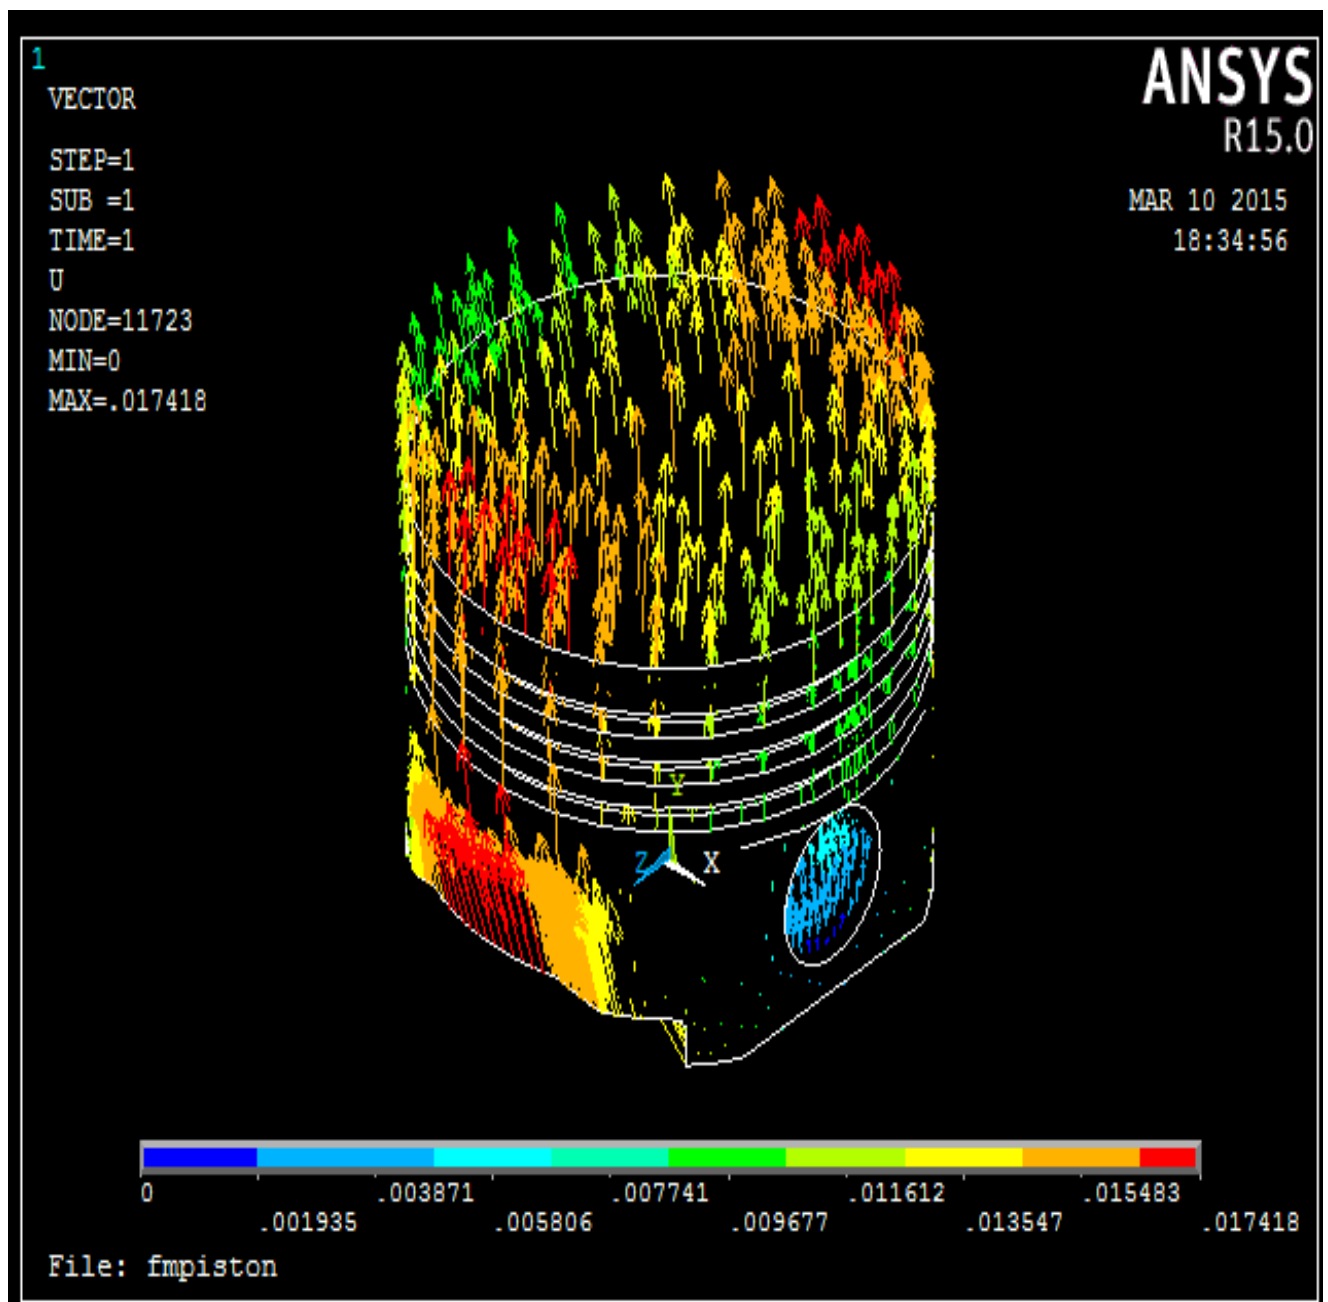 1
VECTOR
STEP=1
SUB =1
TIME=1
U
NODE=11723
MIN=0
MAX=.017418
ANSYS
R15.0
MAR 10 2015
18:34:56
Y
Z X
0 .003871 .007741 .011612 .015483
.001935 .005806 .009677 .013547 .017418
File: fmpiston